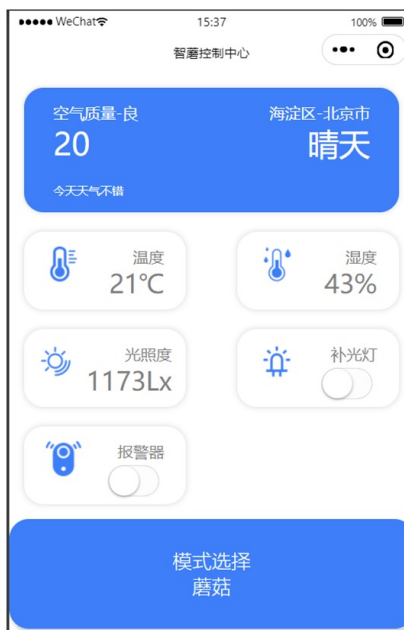 WeChat
15:37
100%
智蘑控制中心
空气质量-良
海淀区-北京市
20
晴天
今天天气不错
温度
21℃
湿度
43%
光照度
1173Lx
补光灯
报警器
模式选择
蘑菇